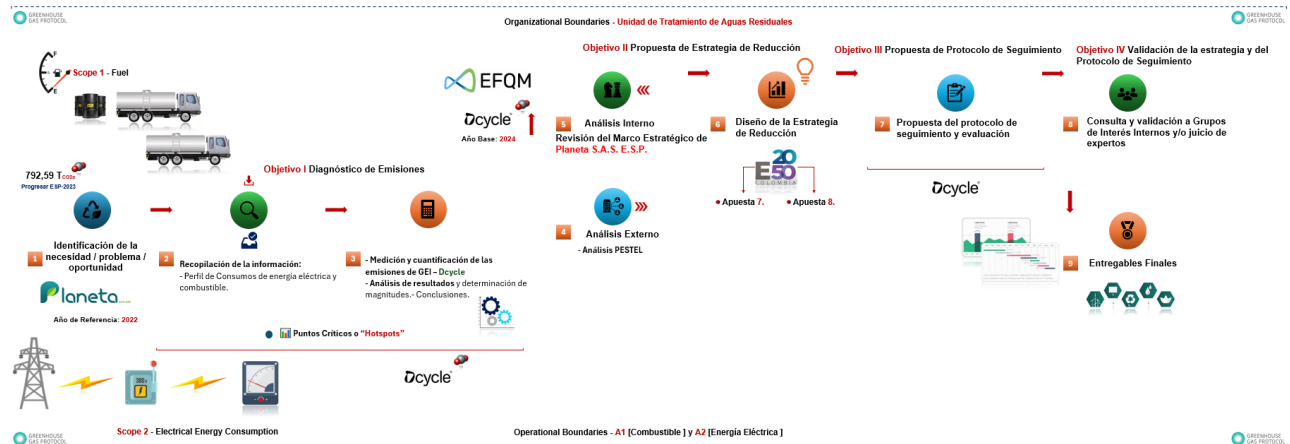 GREENHOUSE
GAS PROTOCOL
Organizational Boundaries - Unidad de Tratamiento de Aguas Residuales
GREENHOUSE
GAS PROTOCOL
F
E
Scope 1 - Fuel
792,59 TCO2e
Progresar ESP-2023
Objetivo I Diagnóstico de Emisiones
1
Identificación de la
necesidad / problema /
oportunidad
Planeta
Año de Referencia: 2022
2
Recopilación de la información:
- Perfil de Consumos de energía eléctrica y
combustible.
3
- Medición y cuantificación de las
emisiones de GEI – Dcycle
- Análisis de resultados y determinación de
magnitudes.- Conclusiones.
Puntos Críticos o “Hotspots”
Dcycle
Scope 2 - Electrical Energy Consumption
EFQM
Dcycle
Año Base: 2024
Objetivo II Propuesta de Estrategia de Reducción
5
Análisis Interno
Revisión del Marco Estratégico de
Planeta S.A.S. E.S.P.
4
Análisis Externo
- Análisis PESTEL
6
Diseño de la Estrategia
de Reducción
E2050
COLOMBIA
Apuesta 7.
Apuesta 8.
Objetivo III Propuesta de Protocolo de Seguimiento
7
Propuesta del protocolo de
seguimiento y evaluación
Dcycle
Objetivo IV Validación de la estrategia y del
Protocolo de Seguimiento
8
Consulta y validación a Grupos
de Interés Internos y/o juicio de
expertos
9
Entregables Finales
GREENHOUSE
GAS PROTOCOL
Operational Boundaries - A1 [Combustible ] y A2 [Energía Eléctrica ]
GREENHOUSE
GAS PROTOCOL